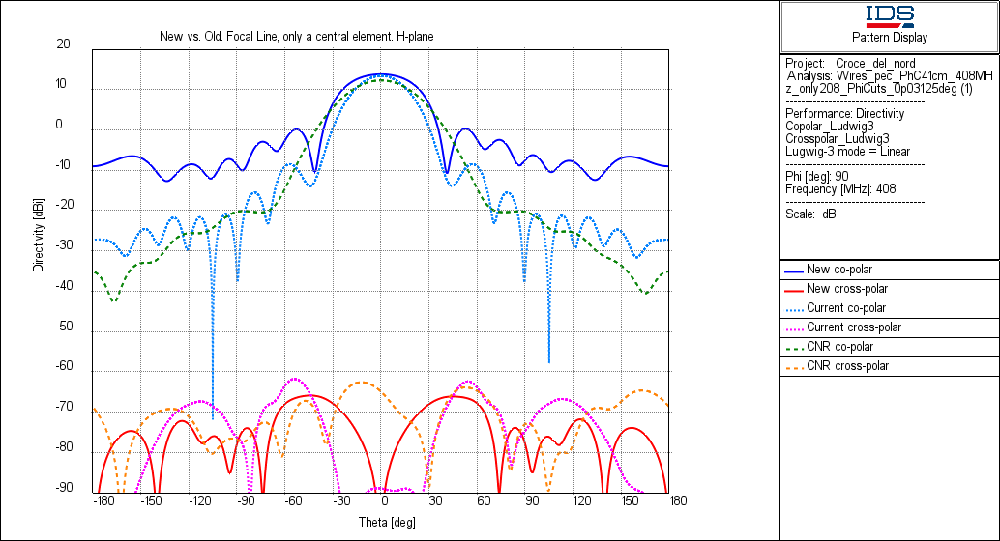 New vs. Old. Focal Line, only a central element. H-plane
20
10
0
-10
-20
-30
-40
-50
-60
-70
-80
-90
Directivity [dBi]
-180 -150 -120 -90 -60 -30 0 30 60 90 120 150 180
Theta [deg]
IDS
Pattern Display
Project: Croce_del_nord
Analysis: Wires_pec_PhC41cm_408MH
z_only208_PhiCuts_0p03125deg (1)
------------------------------------
Performance: Directivity
Copolar_Ludwig3
Crosspolar_Ludwig3
Lugwig-3 mode = Linear
------------------------------------
Phi [deg]: 90
Frequency [MHz]: 408
------------------------------------
Scale: dB
New co-polar
New cross-polar
Current co-polar
Current cross-polar
CNR co-polar
CNR cross-polar